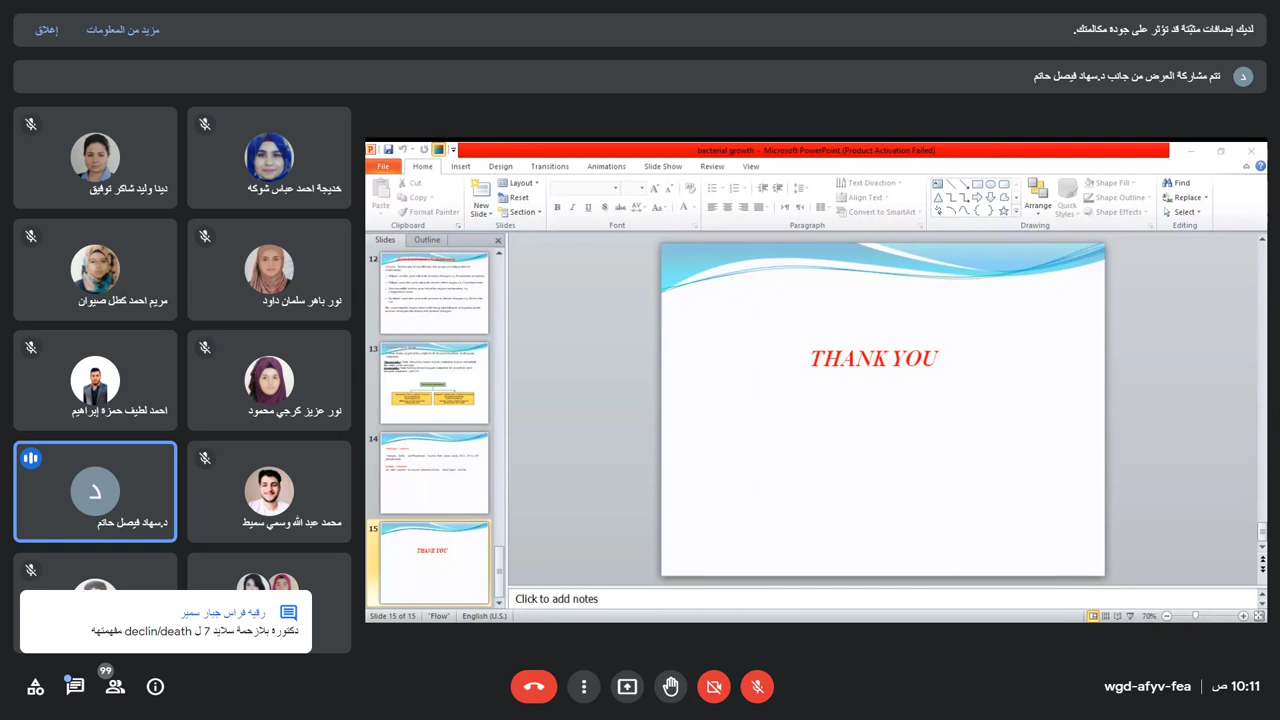 لديك إضافات مثبّتة قد تؤثر على جودة مكالمتك.
مزيد من المعلومات
إغلاق
تتم مشاركة العرض من جانب د.سهاد فيصل حاتم
د
دينا وليد شاكر توفيق
خديجة احمد عباس شوكه
مريم احمد فضل صيوان
نور باهر سلمان داود
احمد لطيف حمزه إبراهيم
نور عزيز كرجي محمود
د
د.سهاد فيصل حاتم
محمد عبد الله وسمي سميط
رقيه فراس جبار سمير
دكتورة بلازحمة سلايد 7 ل declin/death مفهمتهه
bacterial growth - Microsoft PowerPoint (Product Activation Failed)
File Home Insert Design Transitions Animations Slide Show Review View
Paste
Cut
Copy
Format Painter
Clipboard
New Slide
Layout
Reset
Section
Slides
Font
Text Direction
Align Text
Convert to SmartArt
Paragraph
Arrange
Quick Styles
Shape Fill
Shape Outline
Shape Effects
Drawing
Find
Replace
Select
Editing
Slides Outline
12
13
14
15
THANK YOU
THANK YOU
Click to add notes
Slide 15 of 15 "Flow" English (U.S.)
70%
99
wgd-afyv-fea
10:11 ص